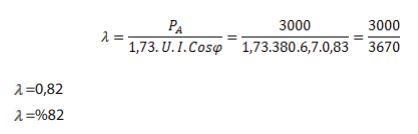 λ = P_A / 1,73. U. I. Cosφ = 3000 / 1,73.380.6,7.0,83 = 3000 / 3670
λ =0,82
λ =%82